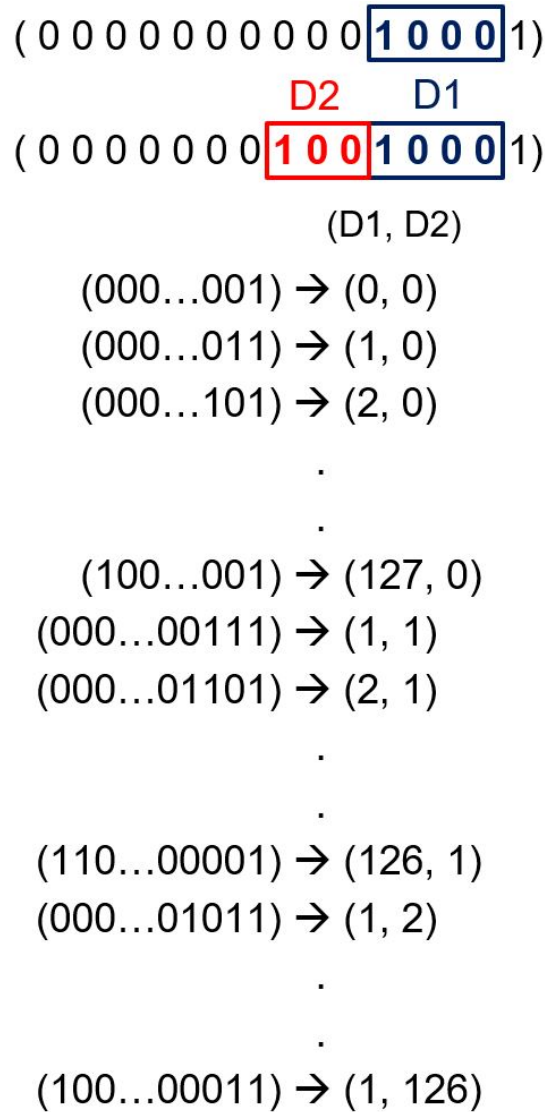 ( 0 0 0 0 0 0 0 0 0 0 0 1 0 0 0 1)
D2 D1
( 0 0 0 0 0 0 0 0 1 0 0 1 0 0 0 1)
(D1, D2)
(000…001) → (0, 0)
(000…011) → (1, 0)
(000…101) → (2, 0)
.
.
(100…001) → (127, 0)
(000…00111) → (1, 1)
(000…01101) → (2, 1)
.
.
(110…00001) → (126, 1)
(000…01011) → (1, 2)
.
.
(100…00011) → (1, 126)